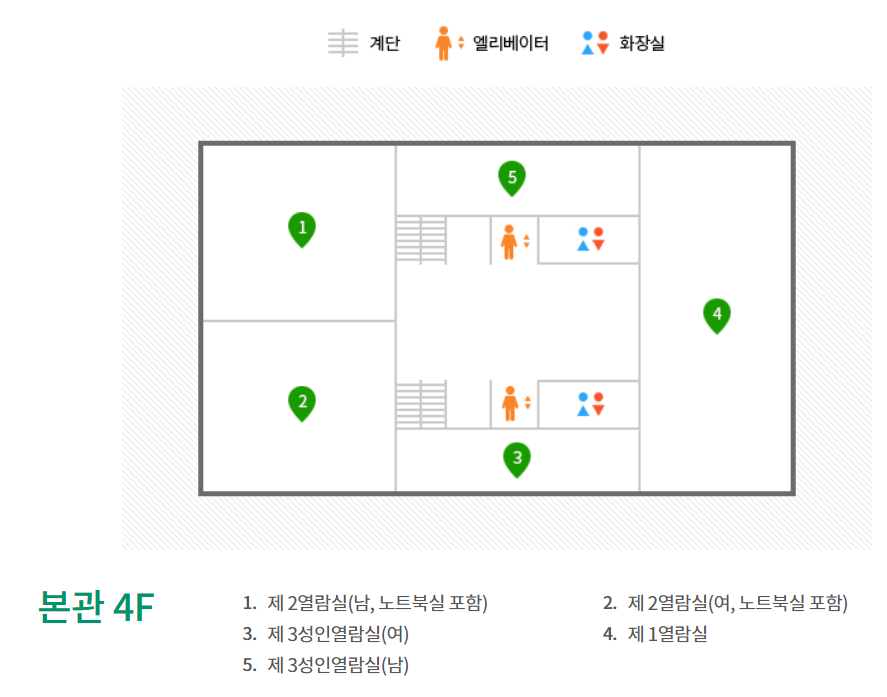 계단 엘리베이터 화장실
5
1
4
2
3
본관 4F
1. 제 2열람실(남, 노트북실 포함) 2. 제 2열람실(여, 노트북실 포함)
3. 제 3성인열람실(여) 4. 제 1열람실
5. 제 3성인열람실(남)